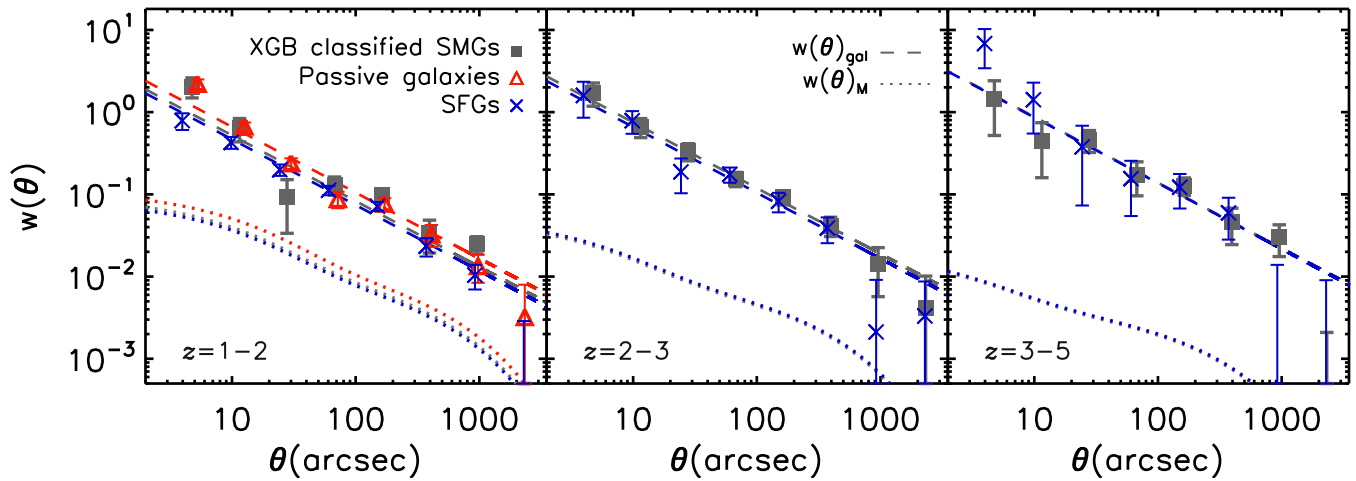 w(θ)
10¹
10⁰
10⁻¹
10⁻²
10⁻³
XGB classified SMGs
Passive galaxies
SFGs
z=1-2
10 100 1000
θ(arcsec)
w(θ)gal
w(θ)M
z=2-3
10 100 1000
θ(arcsec)
z=3-5
10 100 1000
θ(arcsec)